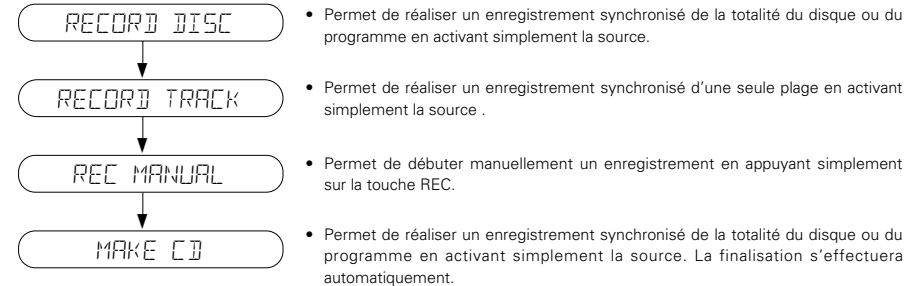 RECORD DISC
• Permet de réaliser un enregistrement synchronisé de la totalité du disque ou du
programme en activant simplement la source.
RECORD TRACK
• Permet de réaliser un enregistrement synchronisé d’une seule plage en activant
simplement la source .
REC MANUAL
• Permet de débuter manuellement un enregistrement en appuyant simplement
sur la touche REC.
MAKE CD
• Permet de réaliser un enregistrement synchronisé de la totalité du disque ou du
programme en activant simplement la source. La finalisation s’effectuera
automatiquement.